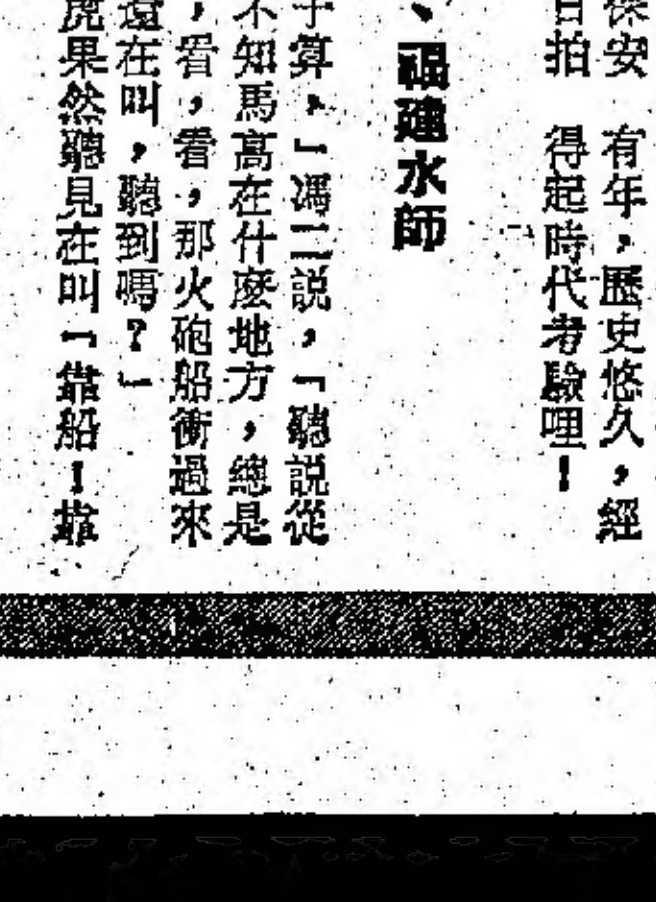 保安　有年，歷史悠久，經
日拍　得起時代考驗哩！
、福建水師
子算，」馮二説，「聽説從
不知馬高在什麽地方，總是
，看，看，那火砲船衝過來
還在叫，聽到嗎？」
虎果然聽見在叫「靠船！靠